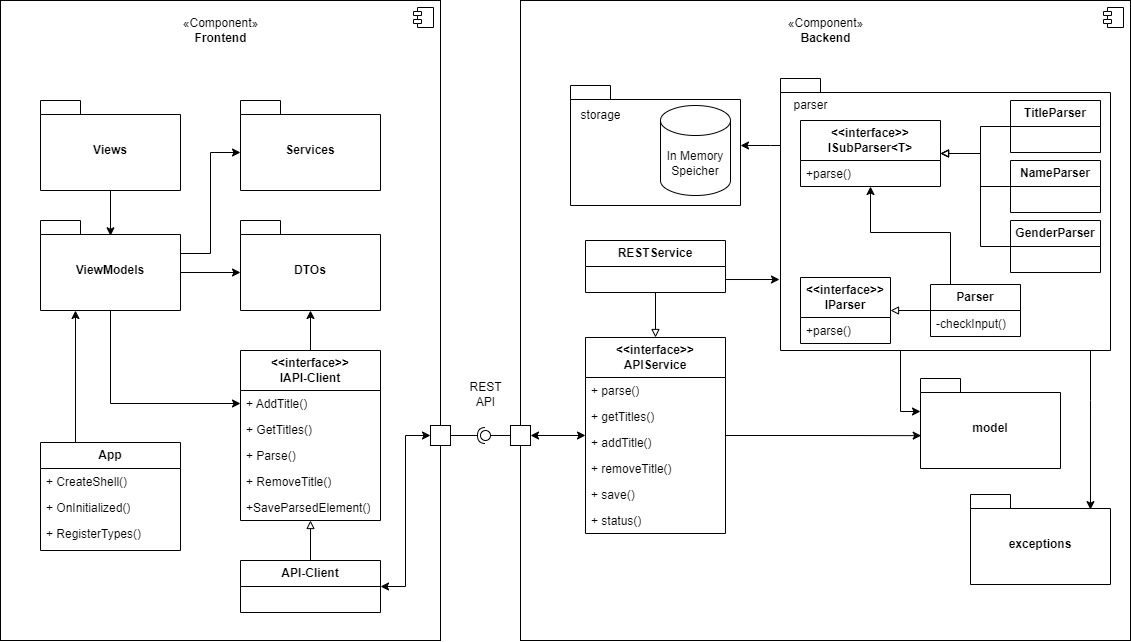 «Component»
Frontend
Views
Services
ViewModels
DTOs
<<interface>>
IAPI-Client
+ AddTitle()
+ GetTitles()
+ Parse()
+ RemoveTitle()
+SaveParsedElement()
App
+ CreateShell()
+ OnInitialized()
+ RegisterTypes()
API-Client
REST
API
«Component»
Backend
storage
In Memory
Speicher
parser
<<interface>>
ISubParser<T>
+parse()
TitleParser
NameParser
GenderParser
<<interface>>
IParser
+parse()
Parser
-checkInput()
RESTService
<<interface>>
APIService
+ parse()
+ getTitles()
+ addTitle()
+ removeTitle()
+ save()
+ status()
model
exceptions